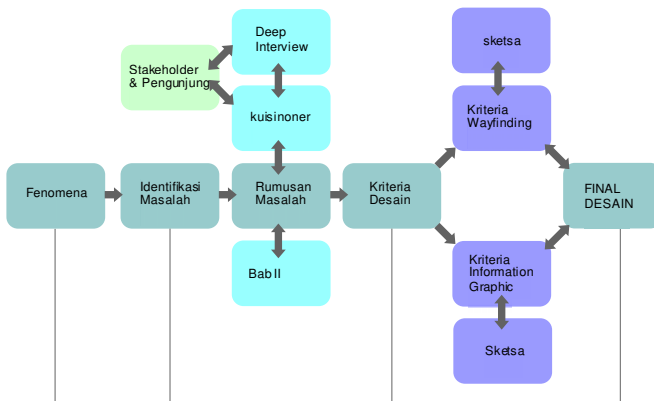 Deep
Interview
sketsa
Stakeholder
& Pengunjung
kuisinoner
Kriteria
Wayfinding
Fenomena
Identifikasi
Masalah
Rumusan
Masalah
Kriteria
Desain
FINAL
DESAIN
Bab II
Kriteria
Information
Graphic
Sketsa